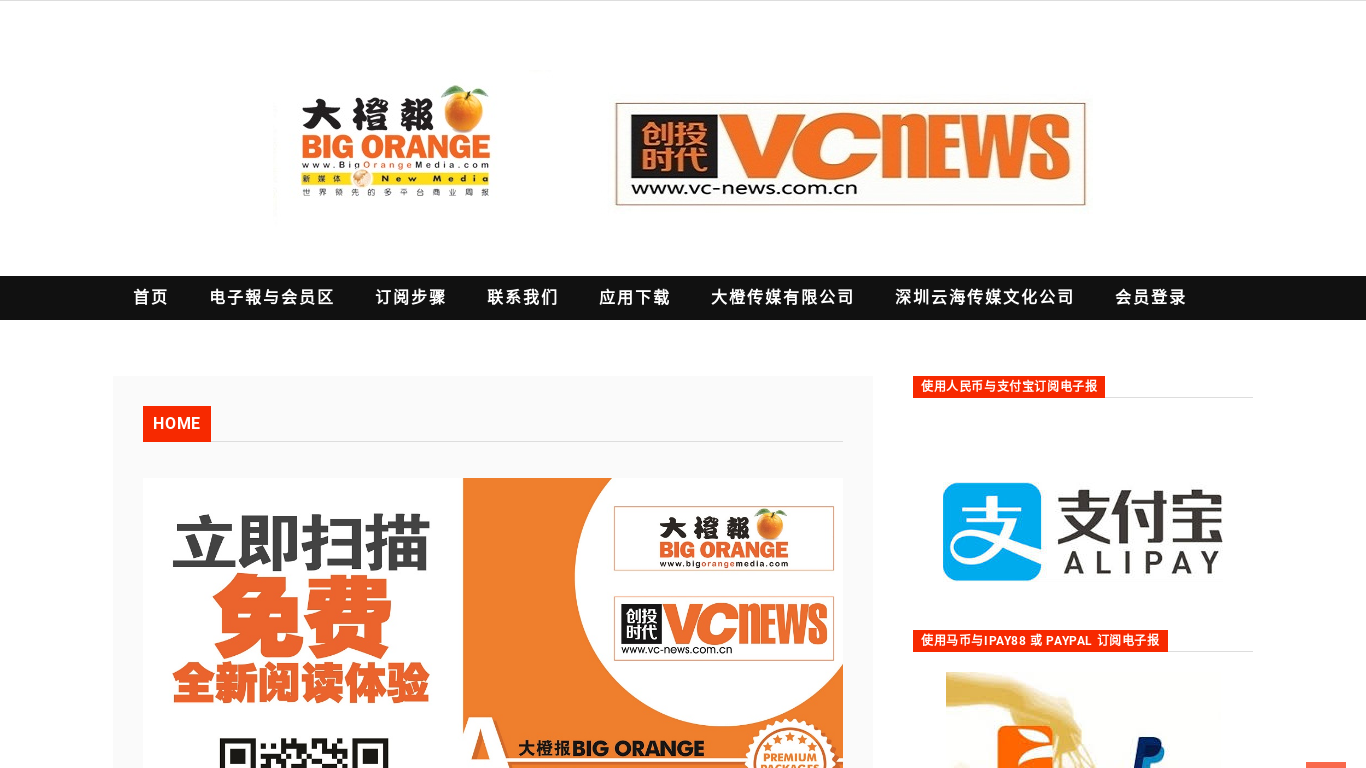 大橙報
BIG ORANGE
www.BigOrangeMedia.com
新媒体 New Media
世界领先的多平台商业周报
创投时代 VCNEWS
www.vc-news.com.cn
首页 电子報与会员区 订阅步骤 联系我们 应用下载 大橙传媒有限公司 深圳云海传媒文化公司 会员登录
HOME
立即扫描
免费
全新阅读体验
大橙報
BIG ORANGE
www.bigorangemedia.com
创投时代 VCNEWS
www.vc-news.com.cn
A 大橙报BIG ORANGE
PREMIUM
PACKAGES
使用人民币与支付宝订阅电子报
支 支付宝
ALIPAY
使用马币与IPAY88 或 PAYPAL 订阅电子报